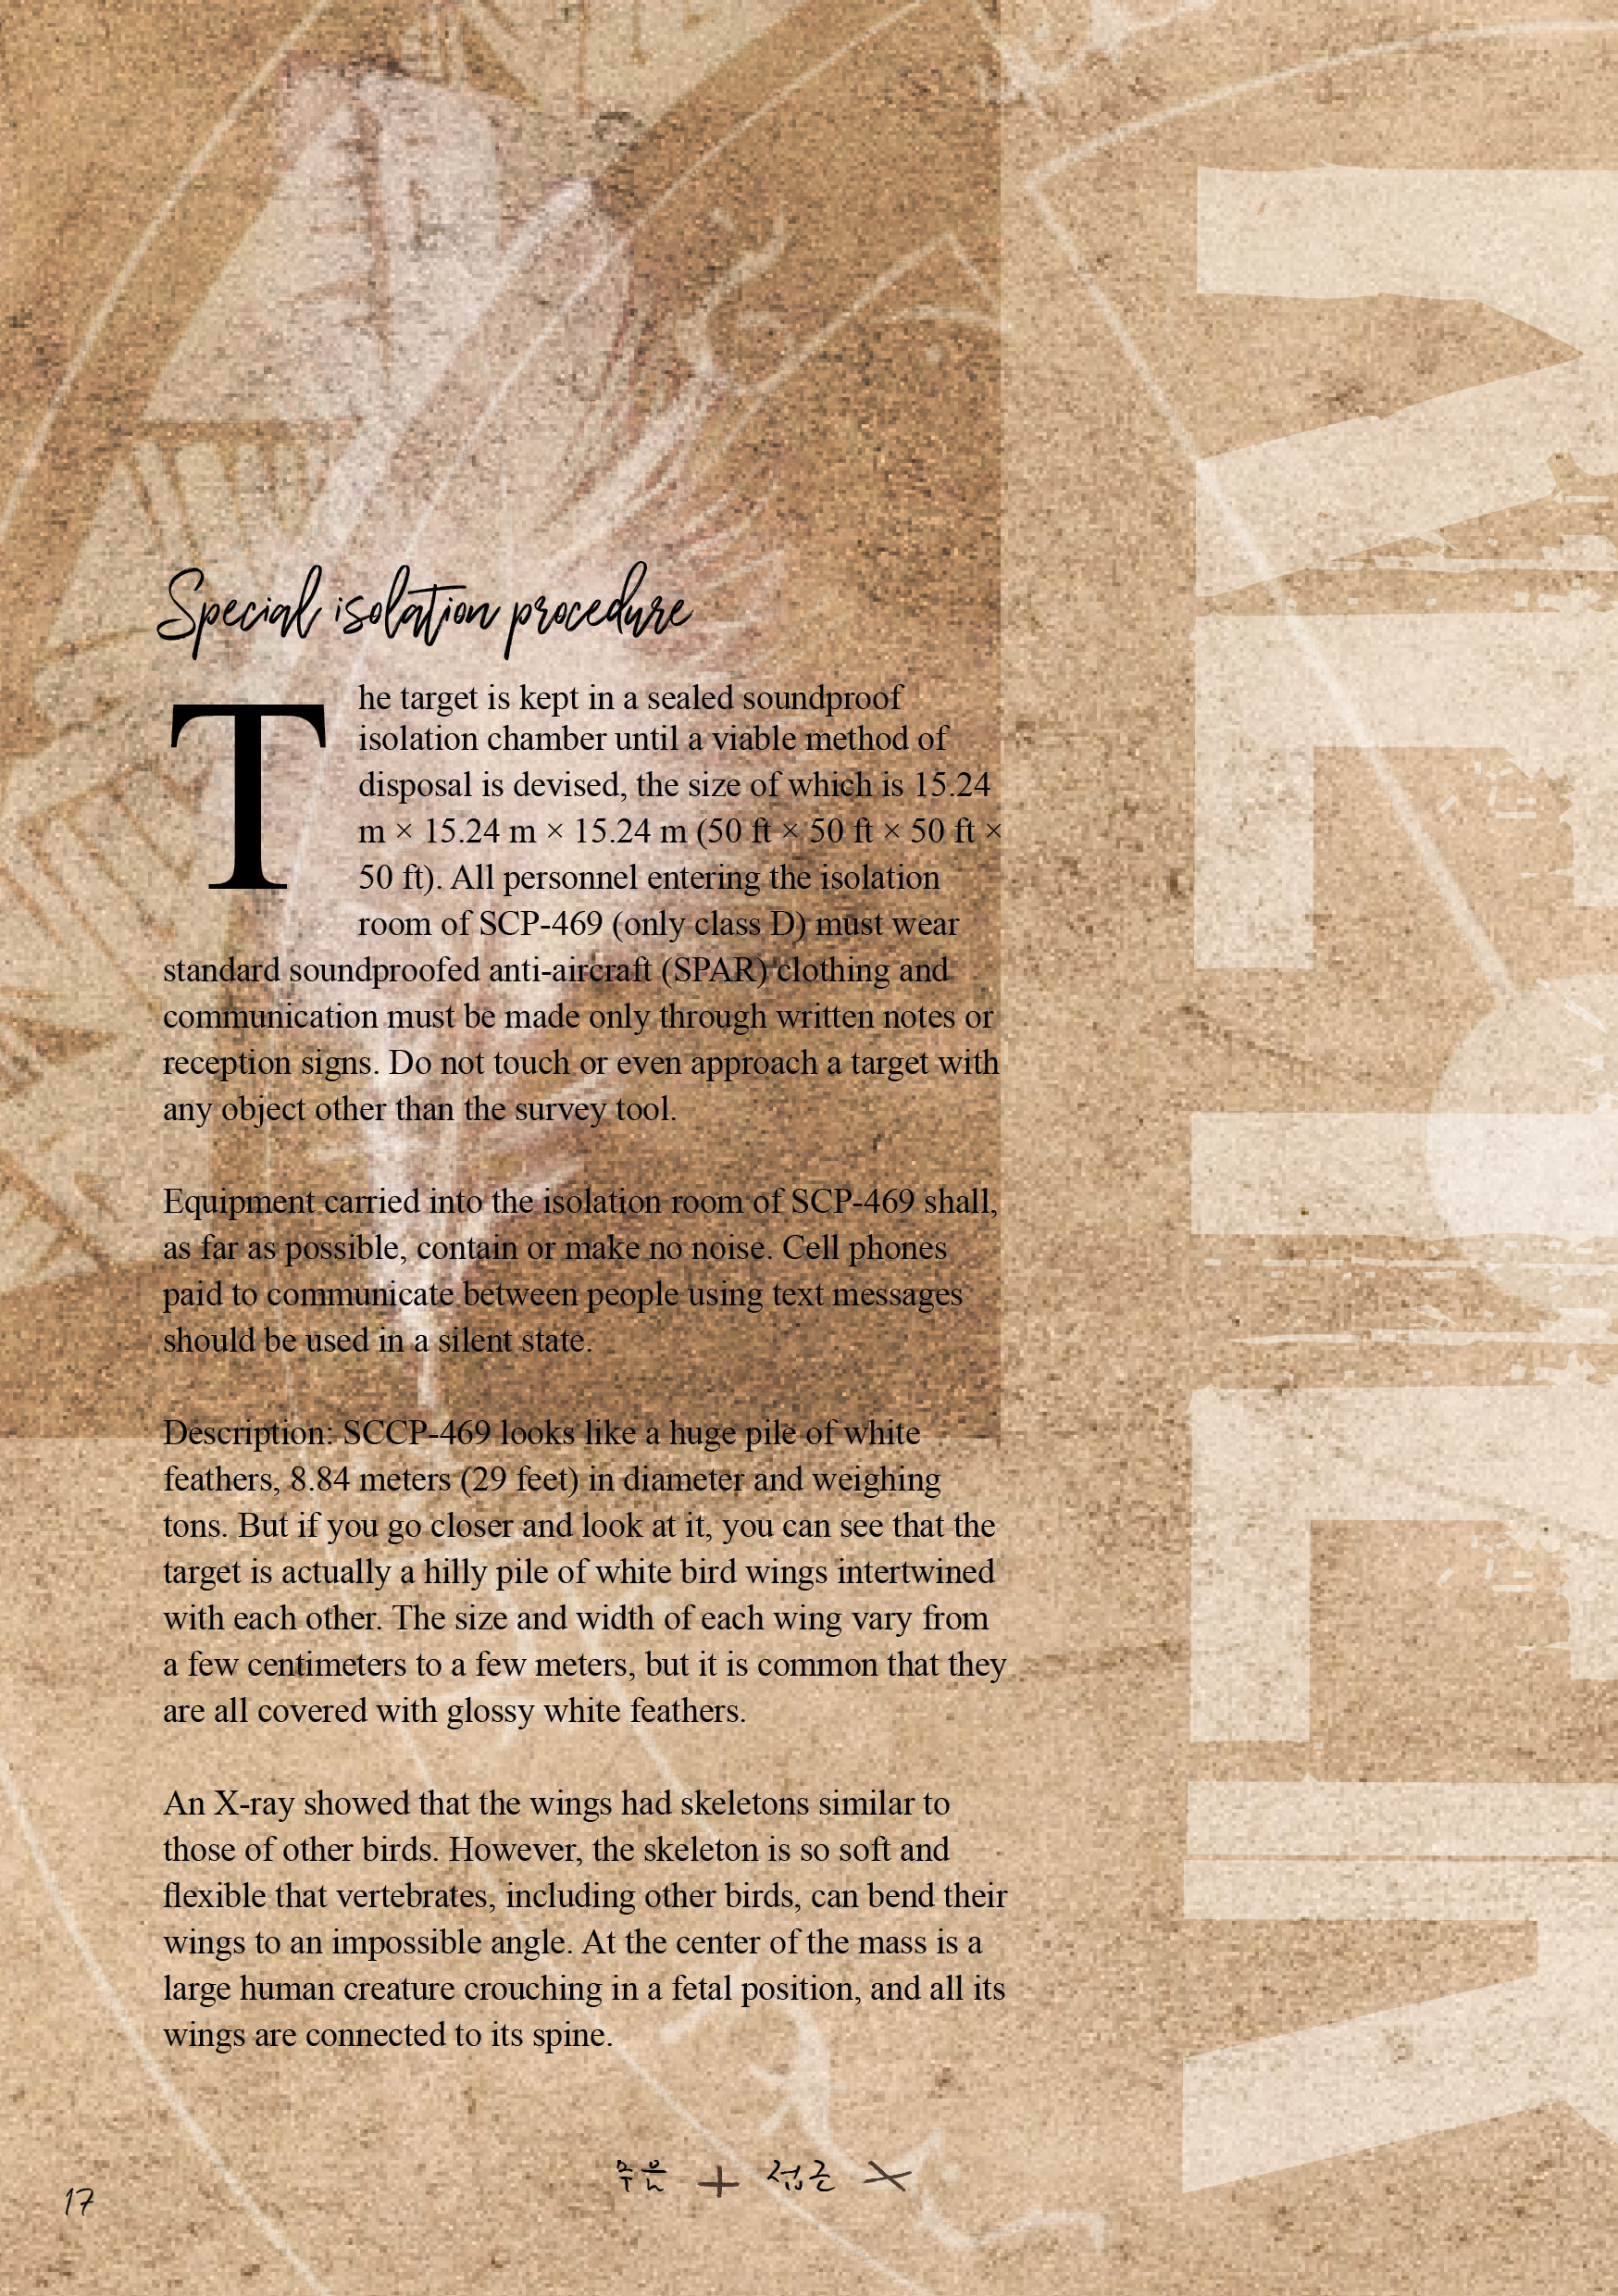 Special isolation procedure
The target is kept in a sealed soundproof
isolation chamber until a viable method of
disposal is devised, the size of which is 15.24
m × 15.24 m × 15.24 m (50 ft × 50 ft × 50 ft ×
50 ft). All personnel entering the isolation
room of SCP-469 (only class D) must wear
standard soundproofed anti-aircraft (SPAR) clothing and
communication must be made only through written notes or
reception signs. Do not touch or even approach a target with
any object other than the survey tool.
Equipment carried into the isolation room of SCP-469 shall,
as far as possible, contain or make no noise. Cell phones
paid to communicate between people using text messages
should be used in a silent state.
Description: SCCP-469 looks like a huge pile of white
feathers, 8.84 meters (29 feet) in diameter and weighing
tons. But if you go closer and look at it, you can see that the
target is actually a hilly pile of white bird wings intertwined
with each other. The size and width of each wing vary from
a few centimeters to a few meters, but it is common that they
are all covered with glossy white feathers.
An X-ray showed that the wings had skeletons similar to
those of other birds. However, the skeleton is so soft and
flexible that vertebrates, including other birds, can bend their
wings to an impossible angle. At the center of the mass is a
large human creature crouching in a fetal position, and all its
wings are connected to its spine.
+ 접근 ×
17